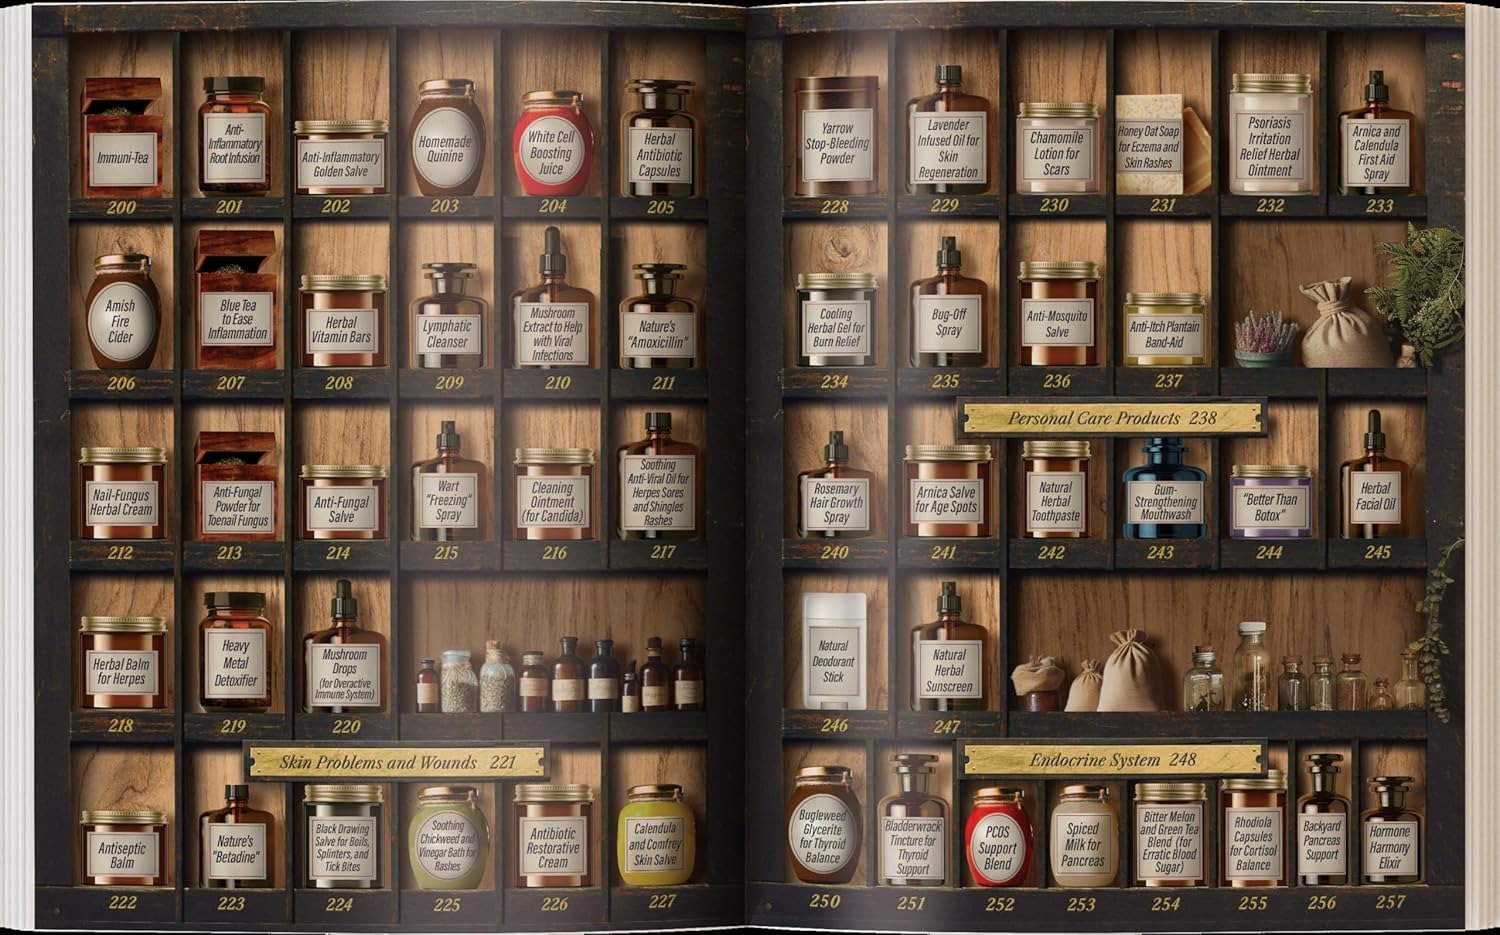 Immuni-Tea
Anti-
Inflammatory
Root Infusion
Anti-Inflammatory
Golden Salve
Homemade
Quinine
White Cell
Boosting
Juice
Herbal
Antibiotic
Capsules
200 201 202 203 204 205
Amish
Fire
Cider
Blue Tea
to Ease
Inflammation
Herbal
Vitamin Bars
Lymphatic
Cleanser
Mushroom
Extract to Help
with Viral
Infections
Nature's
"Amoxicillin"
206 207 208 209 210 211
Nail-Fungus
Herbal Cream
Anti-Fungal
Powder for
Toenail Fungus
Anti-Fungal
Salve
Wart
"Freezing"
Spray
Cleaning
Ointment
(for Candida)
Soothing
Anti-Viral Oil for
Herpes Sores
and Shingles
Rashes
212 213 214 215 216 217
Herbal Balm
for Herpes
Heavy
Metal
Detoxifier
Mushroom
Drops
(for Overactive
Immune System)
218 219 220
Skin Problems and Wounds 221
Antiseptic
Balm
Nature's
"Betadine"
Black Drawing
Salve for Boils,
Splinters, and
Tick Bites
Soothing
Chickweed and
Vinegar Bath for
Rashes
Antibiotic
Restorative
Cream
Calendula
and Comfrey
Skin Salve
222 223 224 225 226 227
Yarrow
Stop-Bleeding
Powder
Lavender
Infused Oil for
Skin
Regeneration
Chamomile
Lotion for
Scars
Honey Oat Soap
for Eczema and
Skin Rashes
Psoriasis
Irritation
Relief Herbal
Ointment
Arnica and
Calendula
First Aid
Spray
228 229 230 231 232 233
Cooling
Herbal Gel for
Burn Relief
Bug-Off
Spray
Anti-Mosquito
Salve
Anti-Itch Plantain
Band-Aid
234 235 236 237
Personal Care Products 238
Rosemary
Hair Growth
Spray
Arnica Salve
for Age Spots
Natural
Herbal
Toothpaste
Gum-
Strengthening
Mouthwash
"Better Than
Botox"
Herbal
Facial Oil
240 241 242 243 244 245
Natural
Deodorant
Stick
Natural
Herbal
Sunscreen
246 247
Endocrine System 248
Bugleweed
Glycerite
for Thyroid
Balance
Bladderwrack
Tincture for
Thyroid
Support
PCOS
Support
Blend
Spiced
Milk for
Pancreas
Bitter Melon
and Green Tea
Blend (for
Erratic Blood
Sugar)
Rhodiola
Capsules
for Cortisol
Balance
Backyard
Pancreas
Support
Hormone
Harmony
Elixir
250 251 252 253 254 255 256 257